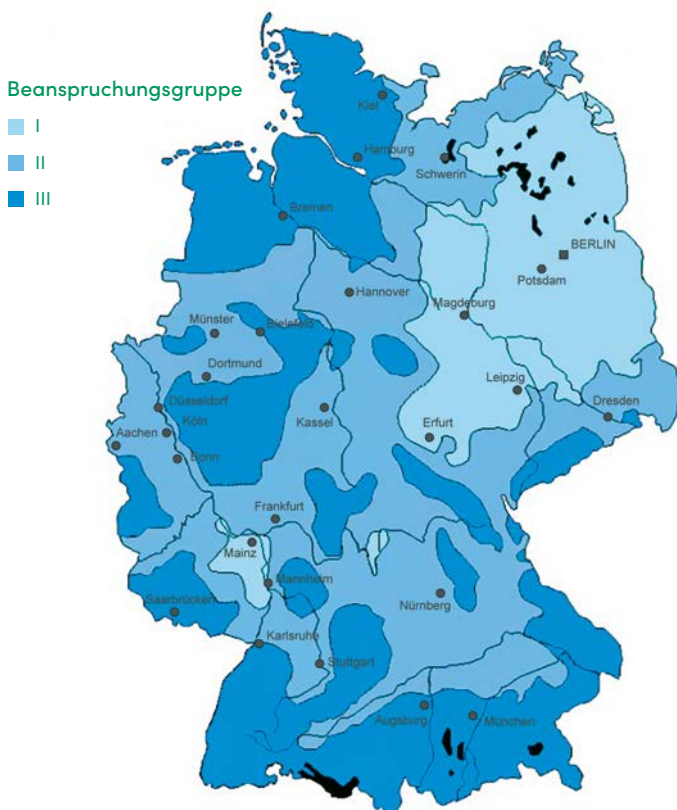 Beanspruchungsgruppe
I
II
III
Kiel
Hamburg
Schwerin
Bremen
BERLIN
Potsdam
Hannover
Magdeburg
Münster
Bielefeld
Dortmund
Leipzig
Düsseldorf
Kassel
Dresden
Köln
Erfurt
Aachen
Bonn
Frankfurt
Mainz
Mannheim
Saarbrücken
Nürnberg
Karlsruhe
Stuttgart
Augsburg
München